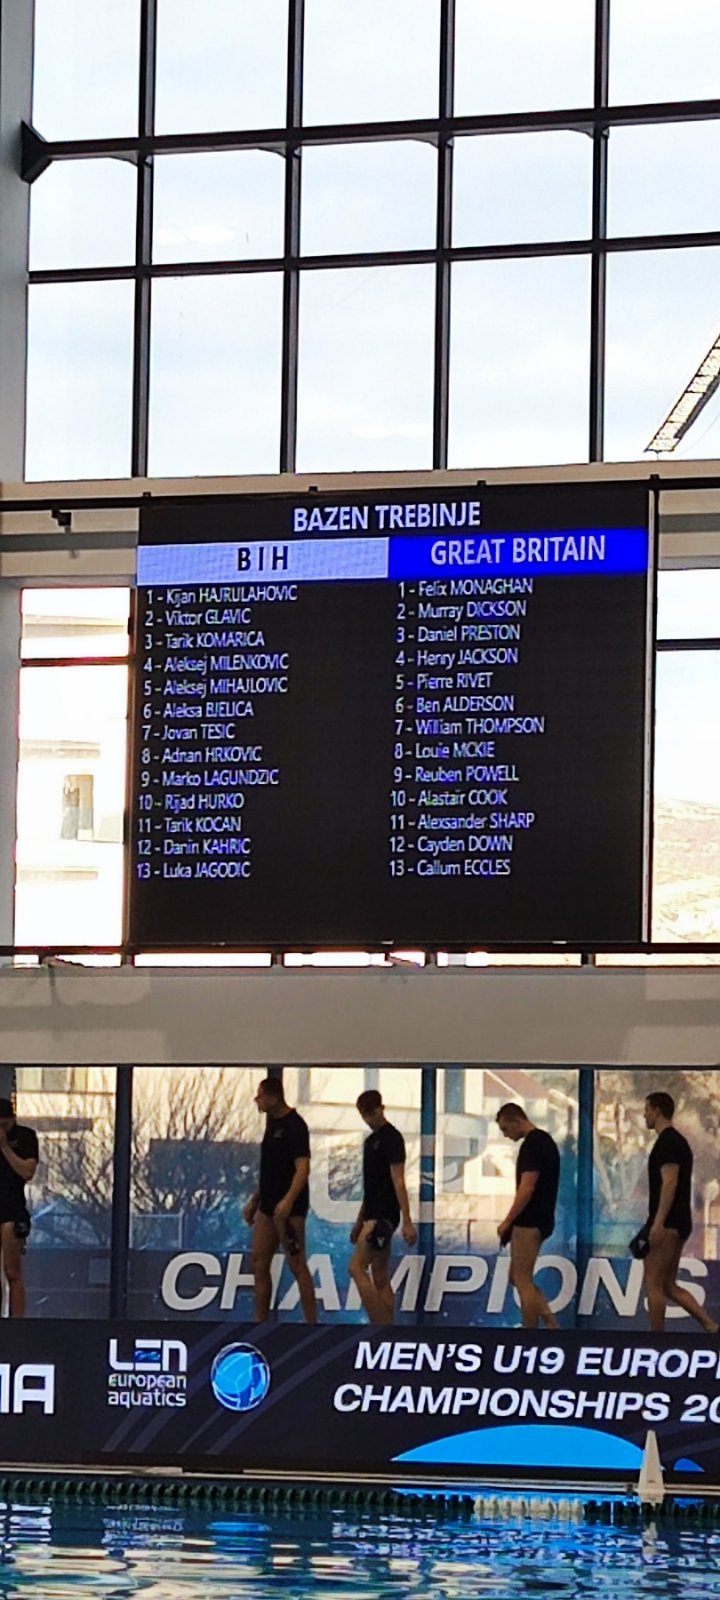 BAZEN TREBINJE
BIH
1 - Kijan HAJRULAHOVIC
2 - Viktor GLAVIC
3 - Tarik KOMARICA
4 - Aleksej MILENKOVIC
5 - Aleksej MIHAJLOVIC
6 - Aleksa BJELICA
7 - Jovan TESIC
8 - Adnan HRKOVIC
9 - Marko LAGUNDZIC
10 - Rijad HURKO
11 - Tarik KOCAN
12 - Danin KAHRIC
13 - Luka JAGODIC
GREAT BRITAIN
1 - Felix MONAGHAN
2 - Murray DICKSON
3 - Daniel PRESTON
4 - Henry JACKSON
5 - Pierre RIVET
6 - Ben ALDERSON
7 - William THOMPSON
8 - Louie MCKIE
9 - Reuben POWELL
10 - Alastair COOK
11 - Alexsander SHARP
12 - Cayden DOWN
13 - Callum ECCLES
CHAMPIONS
MA
LEN
european
aquatics
MEN'S U19 EUROP
CHAMPIONSHIPS 20